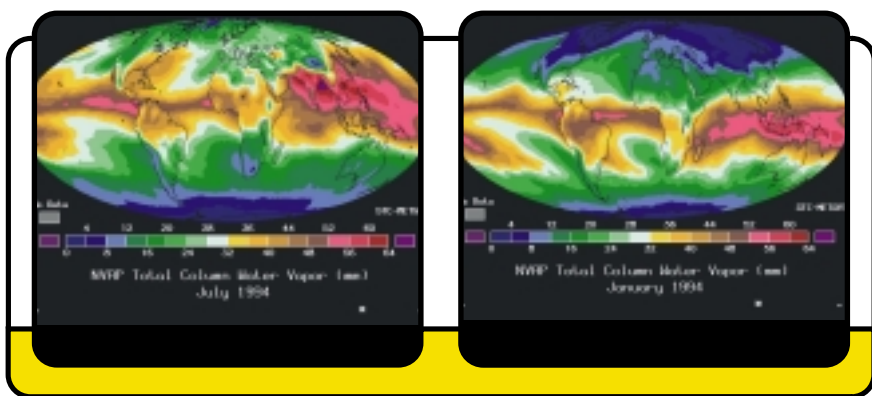 Data
4 12 20 28 36 44 52 60
0 8 16 24 32 40 48 56 64
NVAP Total Column Water Vapor (mm)
July 1994
Data
4 12 20 28 36 44 52 60
0 8 16 24 32 40 48 56 64
NVAP Total Column Water Vapor (mm)
January 1994